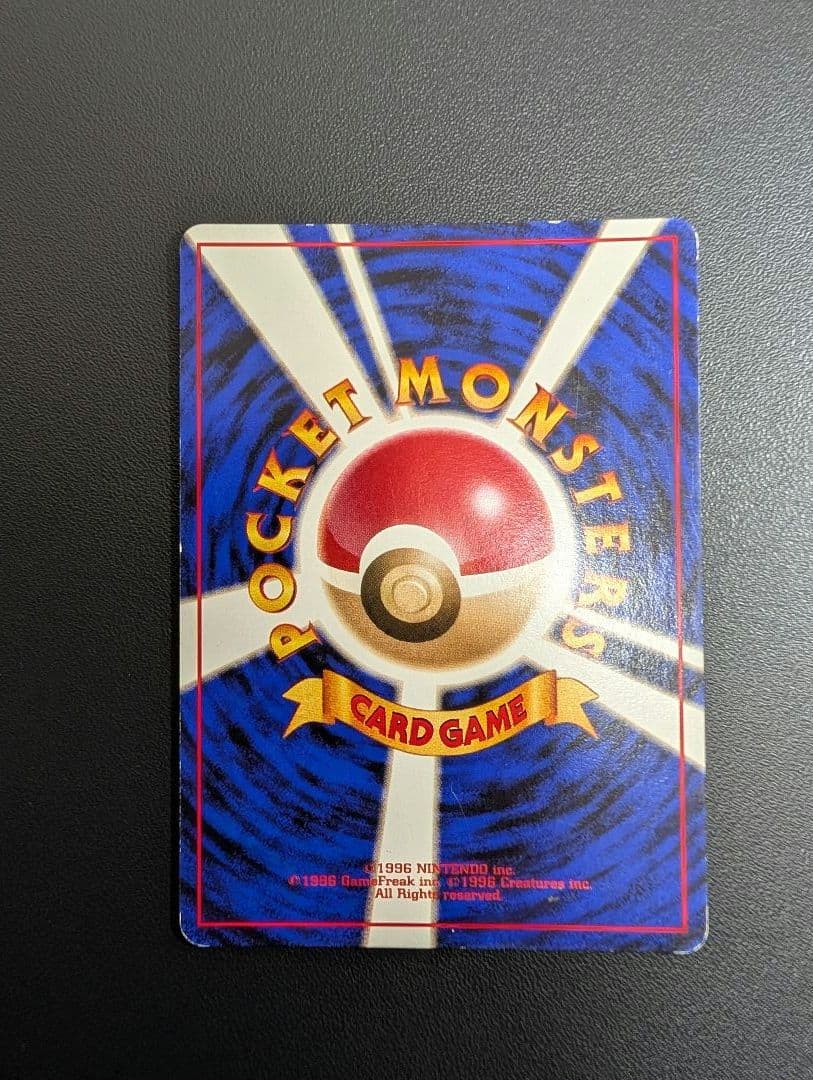 POCKET MONSTERS
CARD GAME
©1996 NINTENDO inc.
©1996 GameFreak inc. ©1996 Creatures inc.
All Rights reserved.